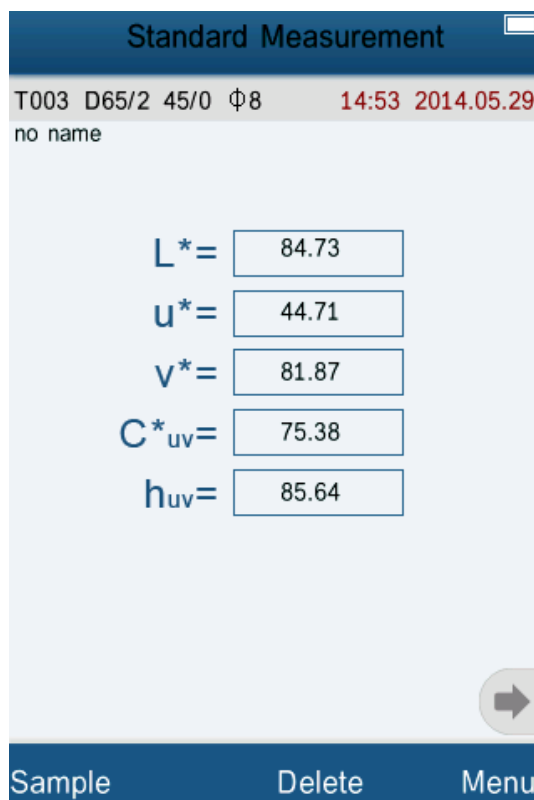 Standard Measurement
T003 D65/2 45/0 Φ8 14:53 2014.05.29
no name
L*= 84.73
u*= 44.71
v*= 81.87
C*uv= 75.38
huv= 85.64
Sample Delete Menu